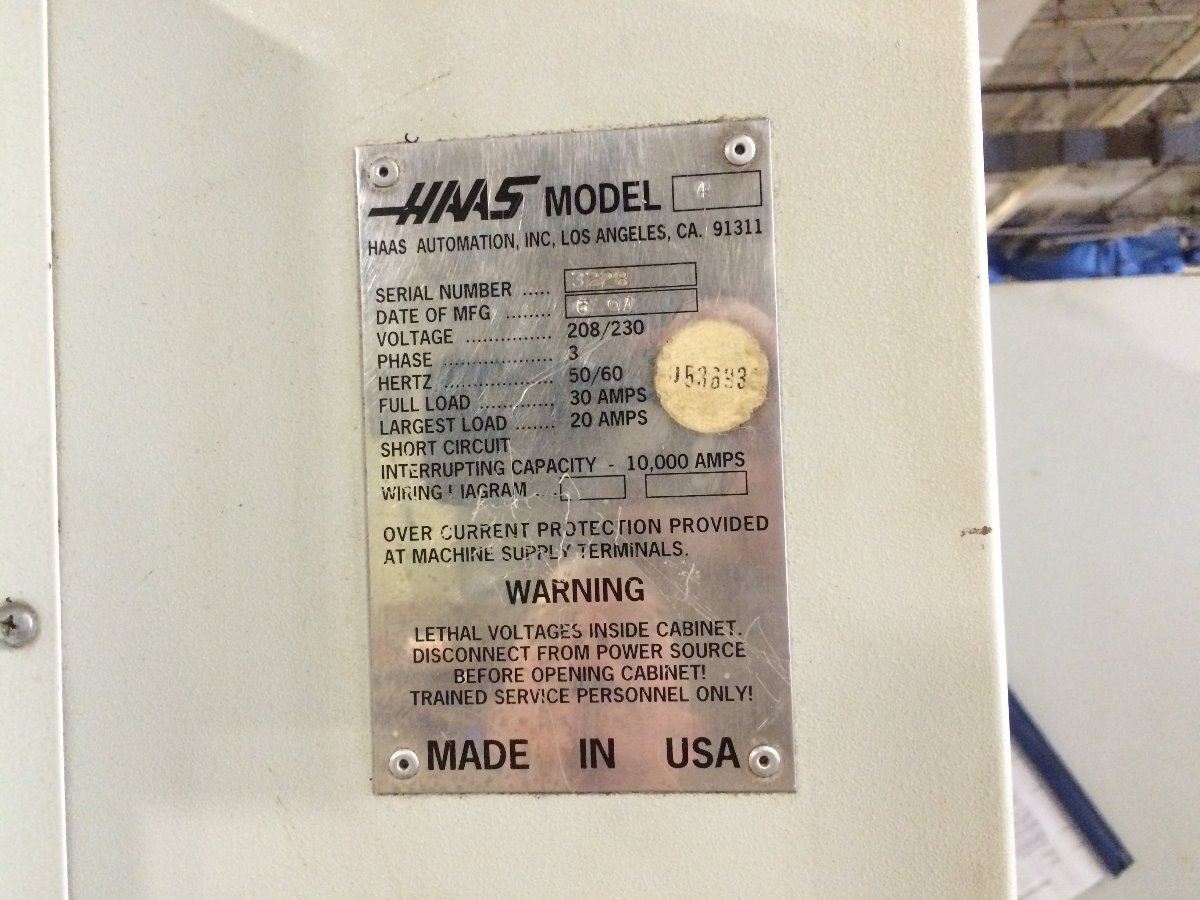 HAAS MODEL 4
HAAS AUTOMATION, INC, LOS ANGELES, CA. 91311
SERIAL NUMBER .....
DATE OF MFG ........
VOLTAGE ............... 208/230
PHASE ................... 3
HERTZ ................... 50/60
FULL LOAD ............. 30 AMPS
LARGEST LOAD ....... 20 AMPS
SHORT CIRCUIT
INTERRUPTING CAPACITY - 10,000 AMPS
WIRING DIAGRAM ...
OVER CURRENT PROTECTION PROVIDED
AT MACHINE SUPPLY TERMINALS.
WARNING
LETHAL VOLTAGES INSIDE CABINET.
DISCONNECT FROM POWER SOURCE
BEFORE OPENING CABINET!
TRAINED SERVICE PERSONNEL ONLY!
MADE IN USA